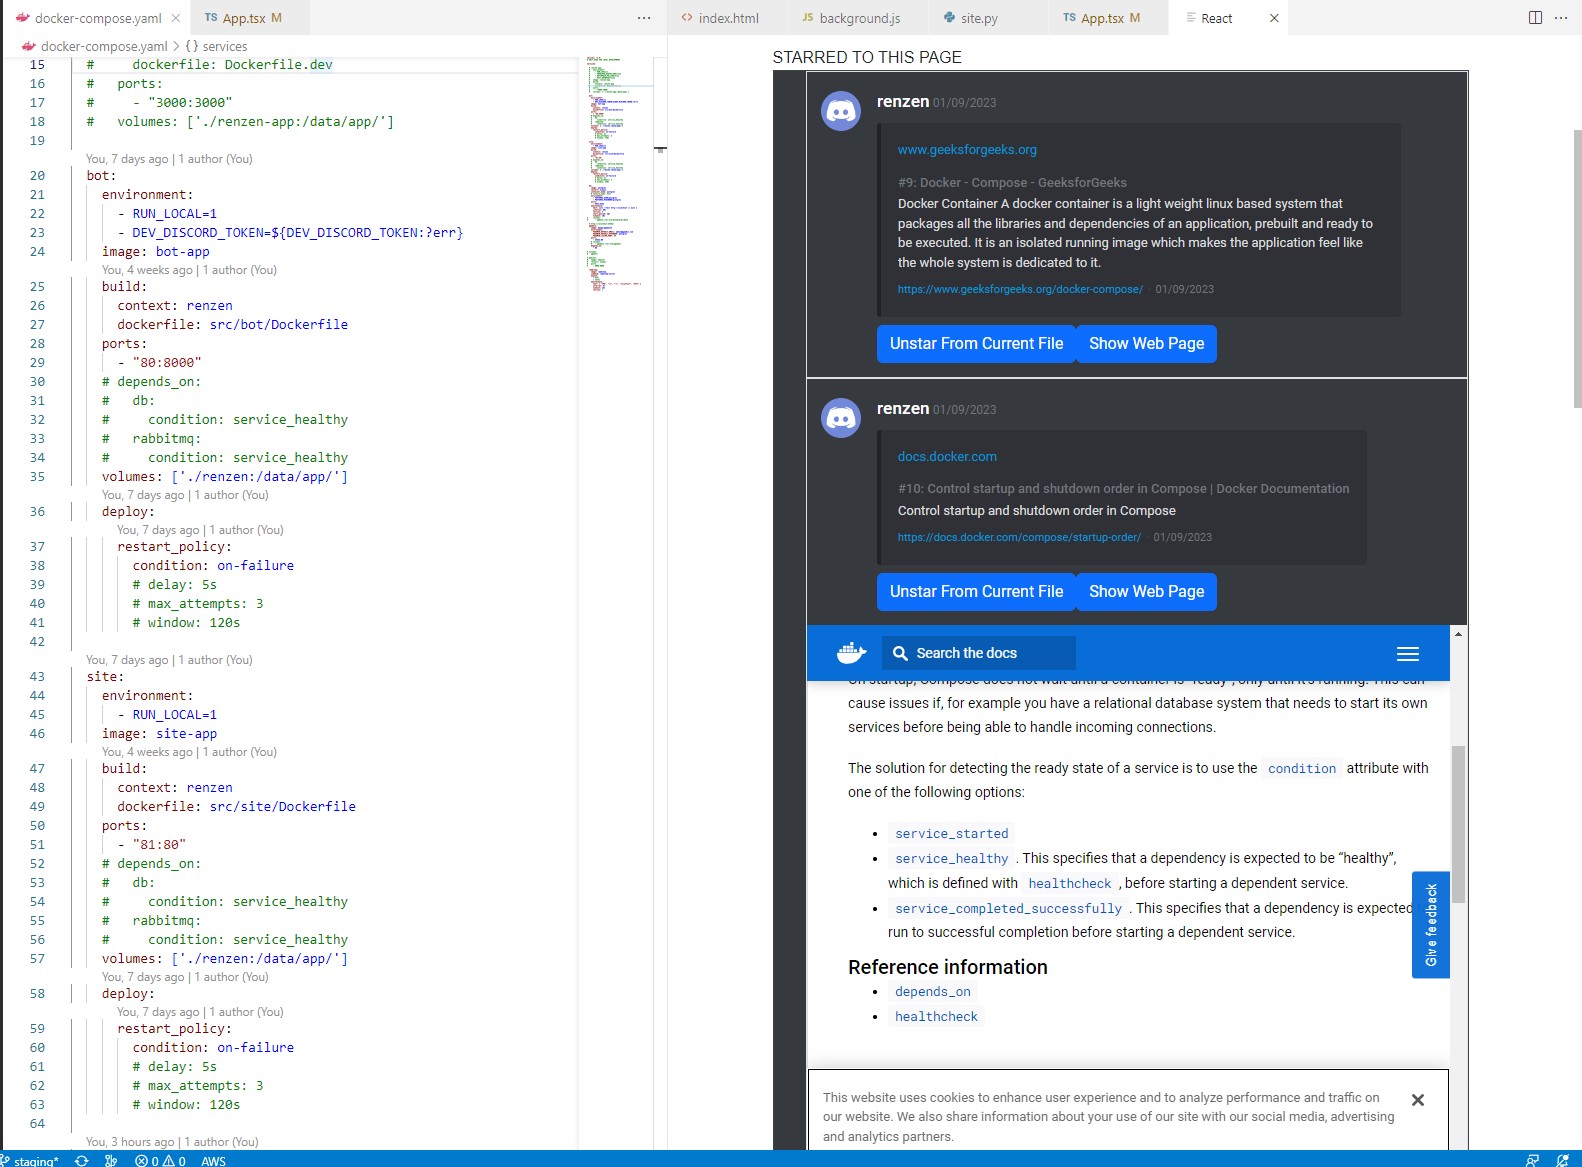 docker-compose.yaml
TS App.tsx M
index.html
JS background.js
site.py
TS App.tsx M
React
docker-compose.yaml > {} services
15 # dockerfile: Dockerfile.dev
16 # ports:
17 # - "3000:3000"
18 # volumes: ['./renzen-app:/data/app/']
19
You, 7 days ago | 1 author (You)
20 bot:
21 environment:
22 - RUN_LOCAL=1
23 - DEV_DISCORD_TOKEN=${DEV_DISCORD_TOKEN:?err}
24 image: bot-app
You, 4 weeks ago | 1 author (You)
25 build:
26 context: renzen
27 dockerfile: src/bot/Dockerfile
28 ports:
29 - "80:8000"
30 # depends_on:
31 # db:
32 # condition: service_healthy
33 # rabbitmq:
34 # condition: service_healthy
35 volumes: ['./renzen:/data/app/']
You, 7 days ago | 1 author (You)
36 deploy:
You, 7 days ago | 1 author (You)
37 restart_policy:
38 condition: on-failure
39 # delay: 5s
40 # max_attempts: 3
41 # window: 120s
42
You, 7 days ago | 1 author (You)
43 site:
44 environment:
45 - RUN_LOCAL=1
46 image: site-app
You, 4 weeks ago | 1 author (You)
47 build:
48 context: renzen
49 dockerfile: src/site/Dockerfile
50 ports:
51 - "81:80"
52 # depends_on:
53 # db:
54 # condition: service_healthy
55 # rabbitmq:
56 # condition: service_healthy
57 volumes: ['./renzen:/data/app/']
You, 7 days ago | 1 author (You)
58 deploy:
You, 7 days ago | 1 author (You)
59 restart_policy:
60 condition: on-failure
61 # delay: 5s
62 # max_attempts: 3
63 # window: 120s
64
You, 3 hours ago | 1 author (You)
STARRED TO THIS PAGE
renzen 01/09/2023
www.geeksforgeeks.org
#9: Docker - Compose - GeeksforGeeks
Docker Container A docker container is a light weight linux based system that
packages all the libraries and dependencies of an application, prebuilt and ready to
be executed. It is an isolated running image which makes the application feel like
the whole system is dedicated to it.
https://www.geeksforgeeks.org/docker-compose/ · 01/09/2023
Unstar From Current File Show Web Page
renzen 01/09/2023
docs.docker.com
#10: Control startup and shutdown order in Compose | Docker Documentation
Control startup and shutdown order in Compose
https://docs.docker.com/compose/startup-order/ · 01/09/2023
Unstar From Current File Show Web Page
Search the docs
On startup, Compose does not wait until a container is "ready", only until it's running. This can
cause issues if, for example you have a relational database system that needs to start its own
services before being able to handle incoming connections.
The solution for detecting the ready state of a service is to use the condition attribute with
one of the following options:
• service_started
• service_healthy . This specifies that a dependency is expected to be “healthy”,
which is defined with healthcheck , before starting a dependent service.
• service_completed_successfully . This specifies that a dependency is expected
run to successful completion before starting a dependent service.
Give feedback
Reference information
• depends_on
• healthcheck
This website uses cookies to enhance user experience and to analyze performance and traffic on
our website. We also share information about your use of our site with our social media, advertising
and analytics partners.
staging* 0 0 AWS